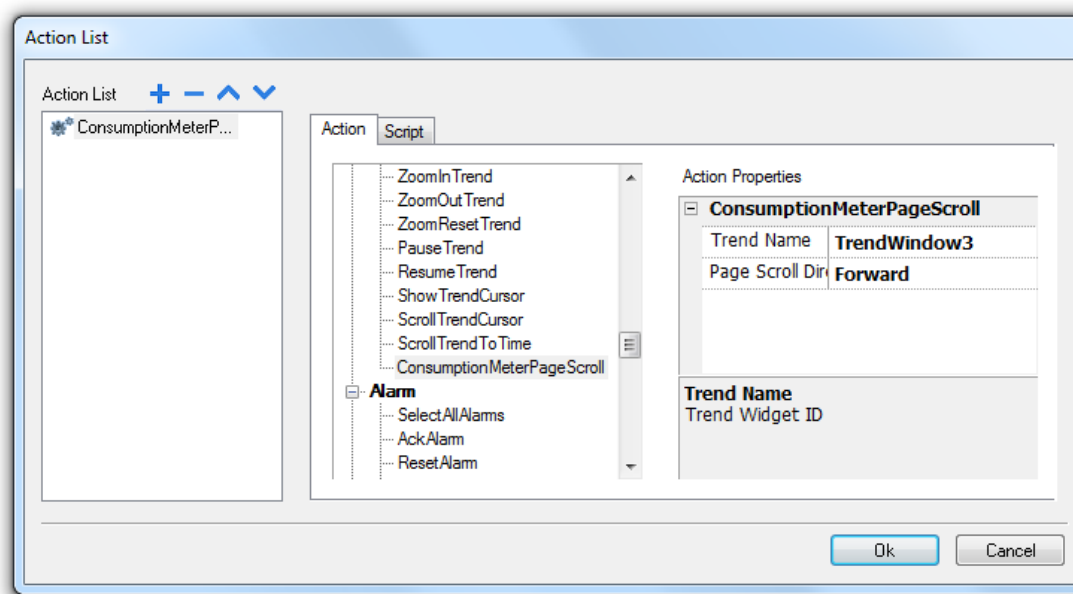 Action List
Action List
ConsumptionMeterP...
Action
Script
ZoomInTrend
ZoomOutTrend
ZoomResetTrend
PauseTrend
ResumeTrend
ShowTrendCursor
ScrollTrendCursor
ScrollTrendToTime
ConsumptionMeterPageScroll
Alarm
SelectAllAlarms
AckAlarm
ResetAlarm
Action Properties
ConsumptionMeterPageScroll
Trend Name TrendWindow3
Page Scroll Dire Forward
Trend Name
Trend Widget ID
Ok
Cancel